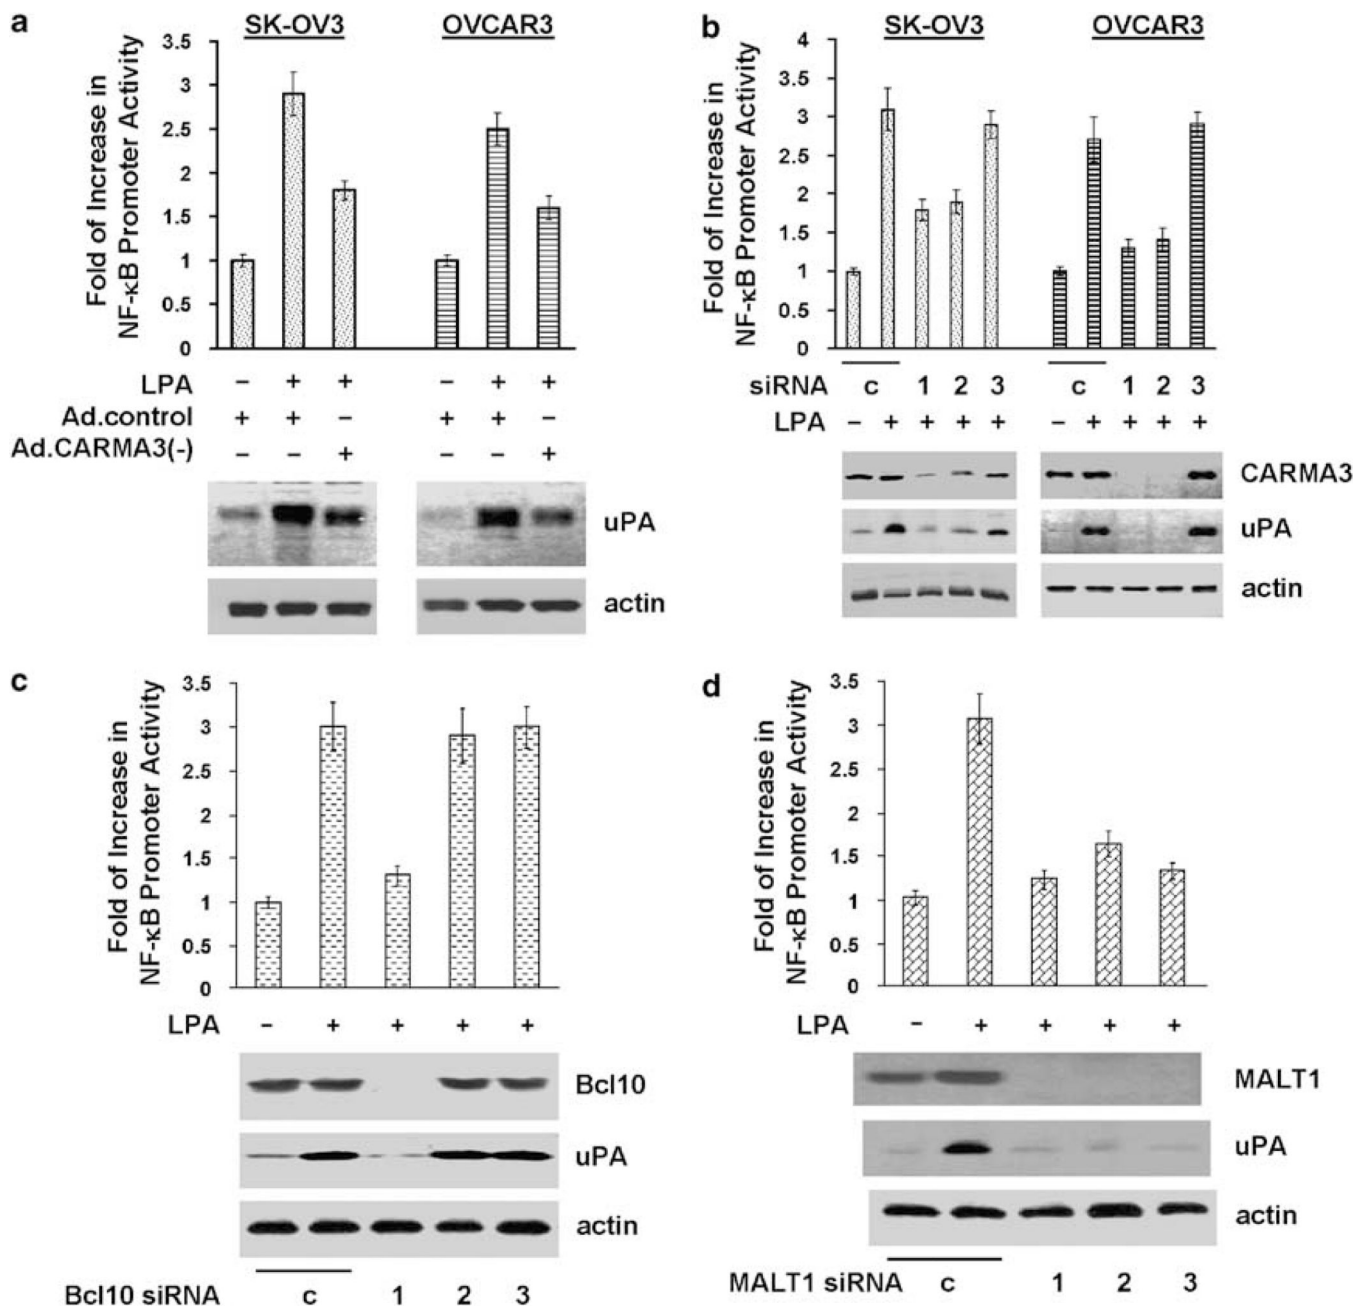 a
SK-OV3 OVCAR3
Fold of Increase in
NF-κB Promoter Activity
3.5
3
2.5
2
1.5
1
0.5
0
LPA − + + − + +
Ad.control + + − + + −
Ad.CARMA3(-) − − + − − +
uPA
actin
b
SK-OV3 OVCAR3
Fold of Increase in
NF-κB Promoter Activity
4
3.5
3
2.5
2
1.5
1
0.5
0
siRNA c 1 2 3 c 1 2 3
LPA − + + + + − + + + +
CARMA3
uPA
actin
c
Fold of Increase in
NF-κB Promoter Activity
3.5
3
2.5
2
1.5
1
0.5
0
LPA − + + + +
Bcl10
uPA
actin
Bcl10 siRNA c 1 2 3
d
Fold of Increase in
NF-κB Promoter Activity
3.5
3
2.5
2
1.5
1
0.5
0
LPA − + + + +
MALT1
uPA
actin
MALT1 siRNA c 1 2 3